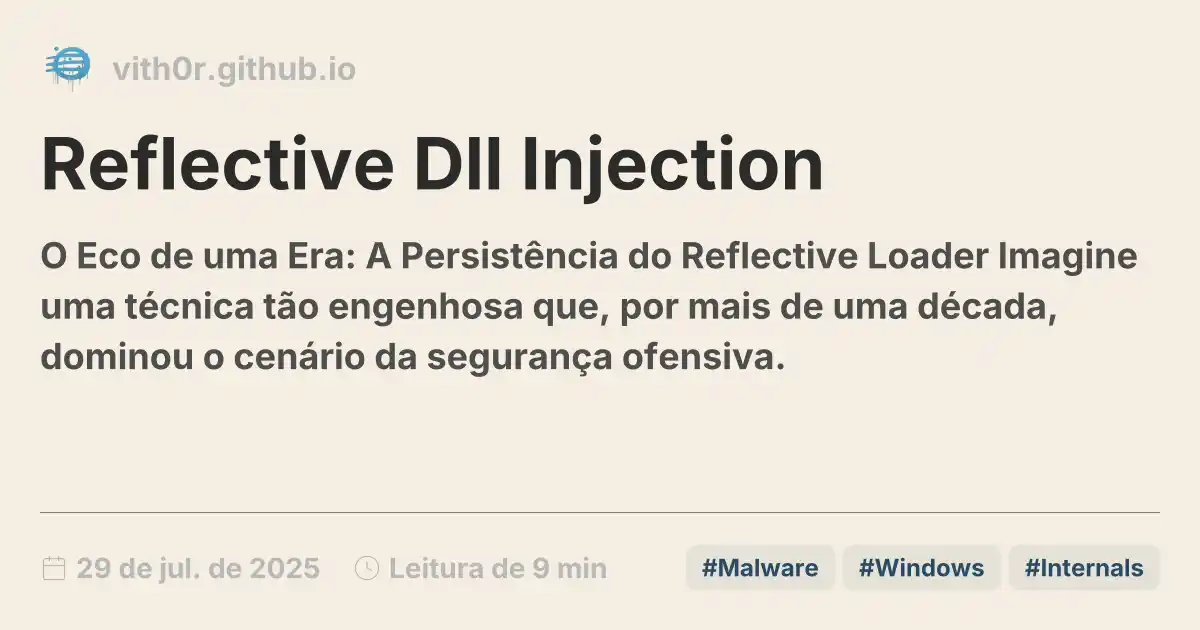 vith0r.github.io
Reflective Dll Injection
O Eco de uma Era: A Persistência do Reflective Loader Imagine
uma técnica tão engenhosa que, por mais de uma década,
dominou o cenário da segurança ofensiva.
29 de jul. de 2025 Leitura de 9 min #Malware #Windows #Internals